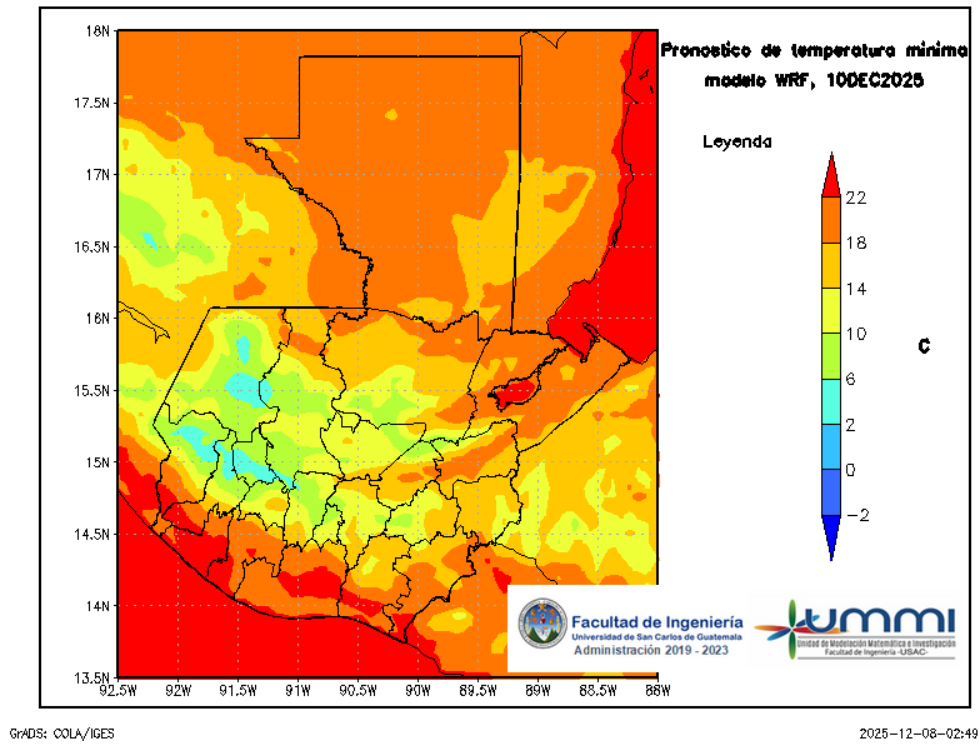 Pronostico de temperatura minima
modelo WRF, 10DEC2025
Leyenda
22
18
14
10
6
2
0
−2
C
18N
17.5N
17N
16.5N
16N
15.5N
15N
14.5N
14N
13.5N
92.5W 92W 91.5W 91W 90.5W 90W 89.5W 89W 88.5W 88W
Facultad de Ingeniería
Universidad de San Carlos de Guatemala
Administración 2019 - 2023
ummi
Unidad de Modelación Matemática e Investigación
Facultad de Ingeniería -USAC-
GrADS: COLA/IGES
2025-12-08-02:49